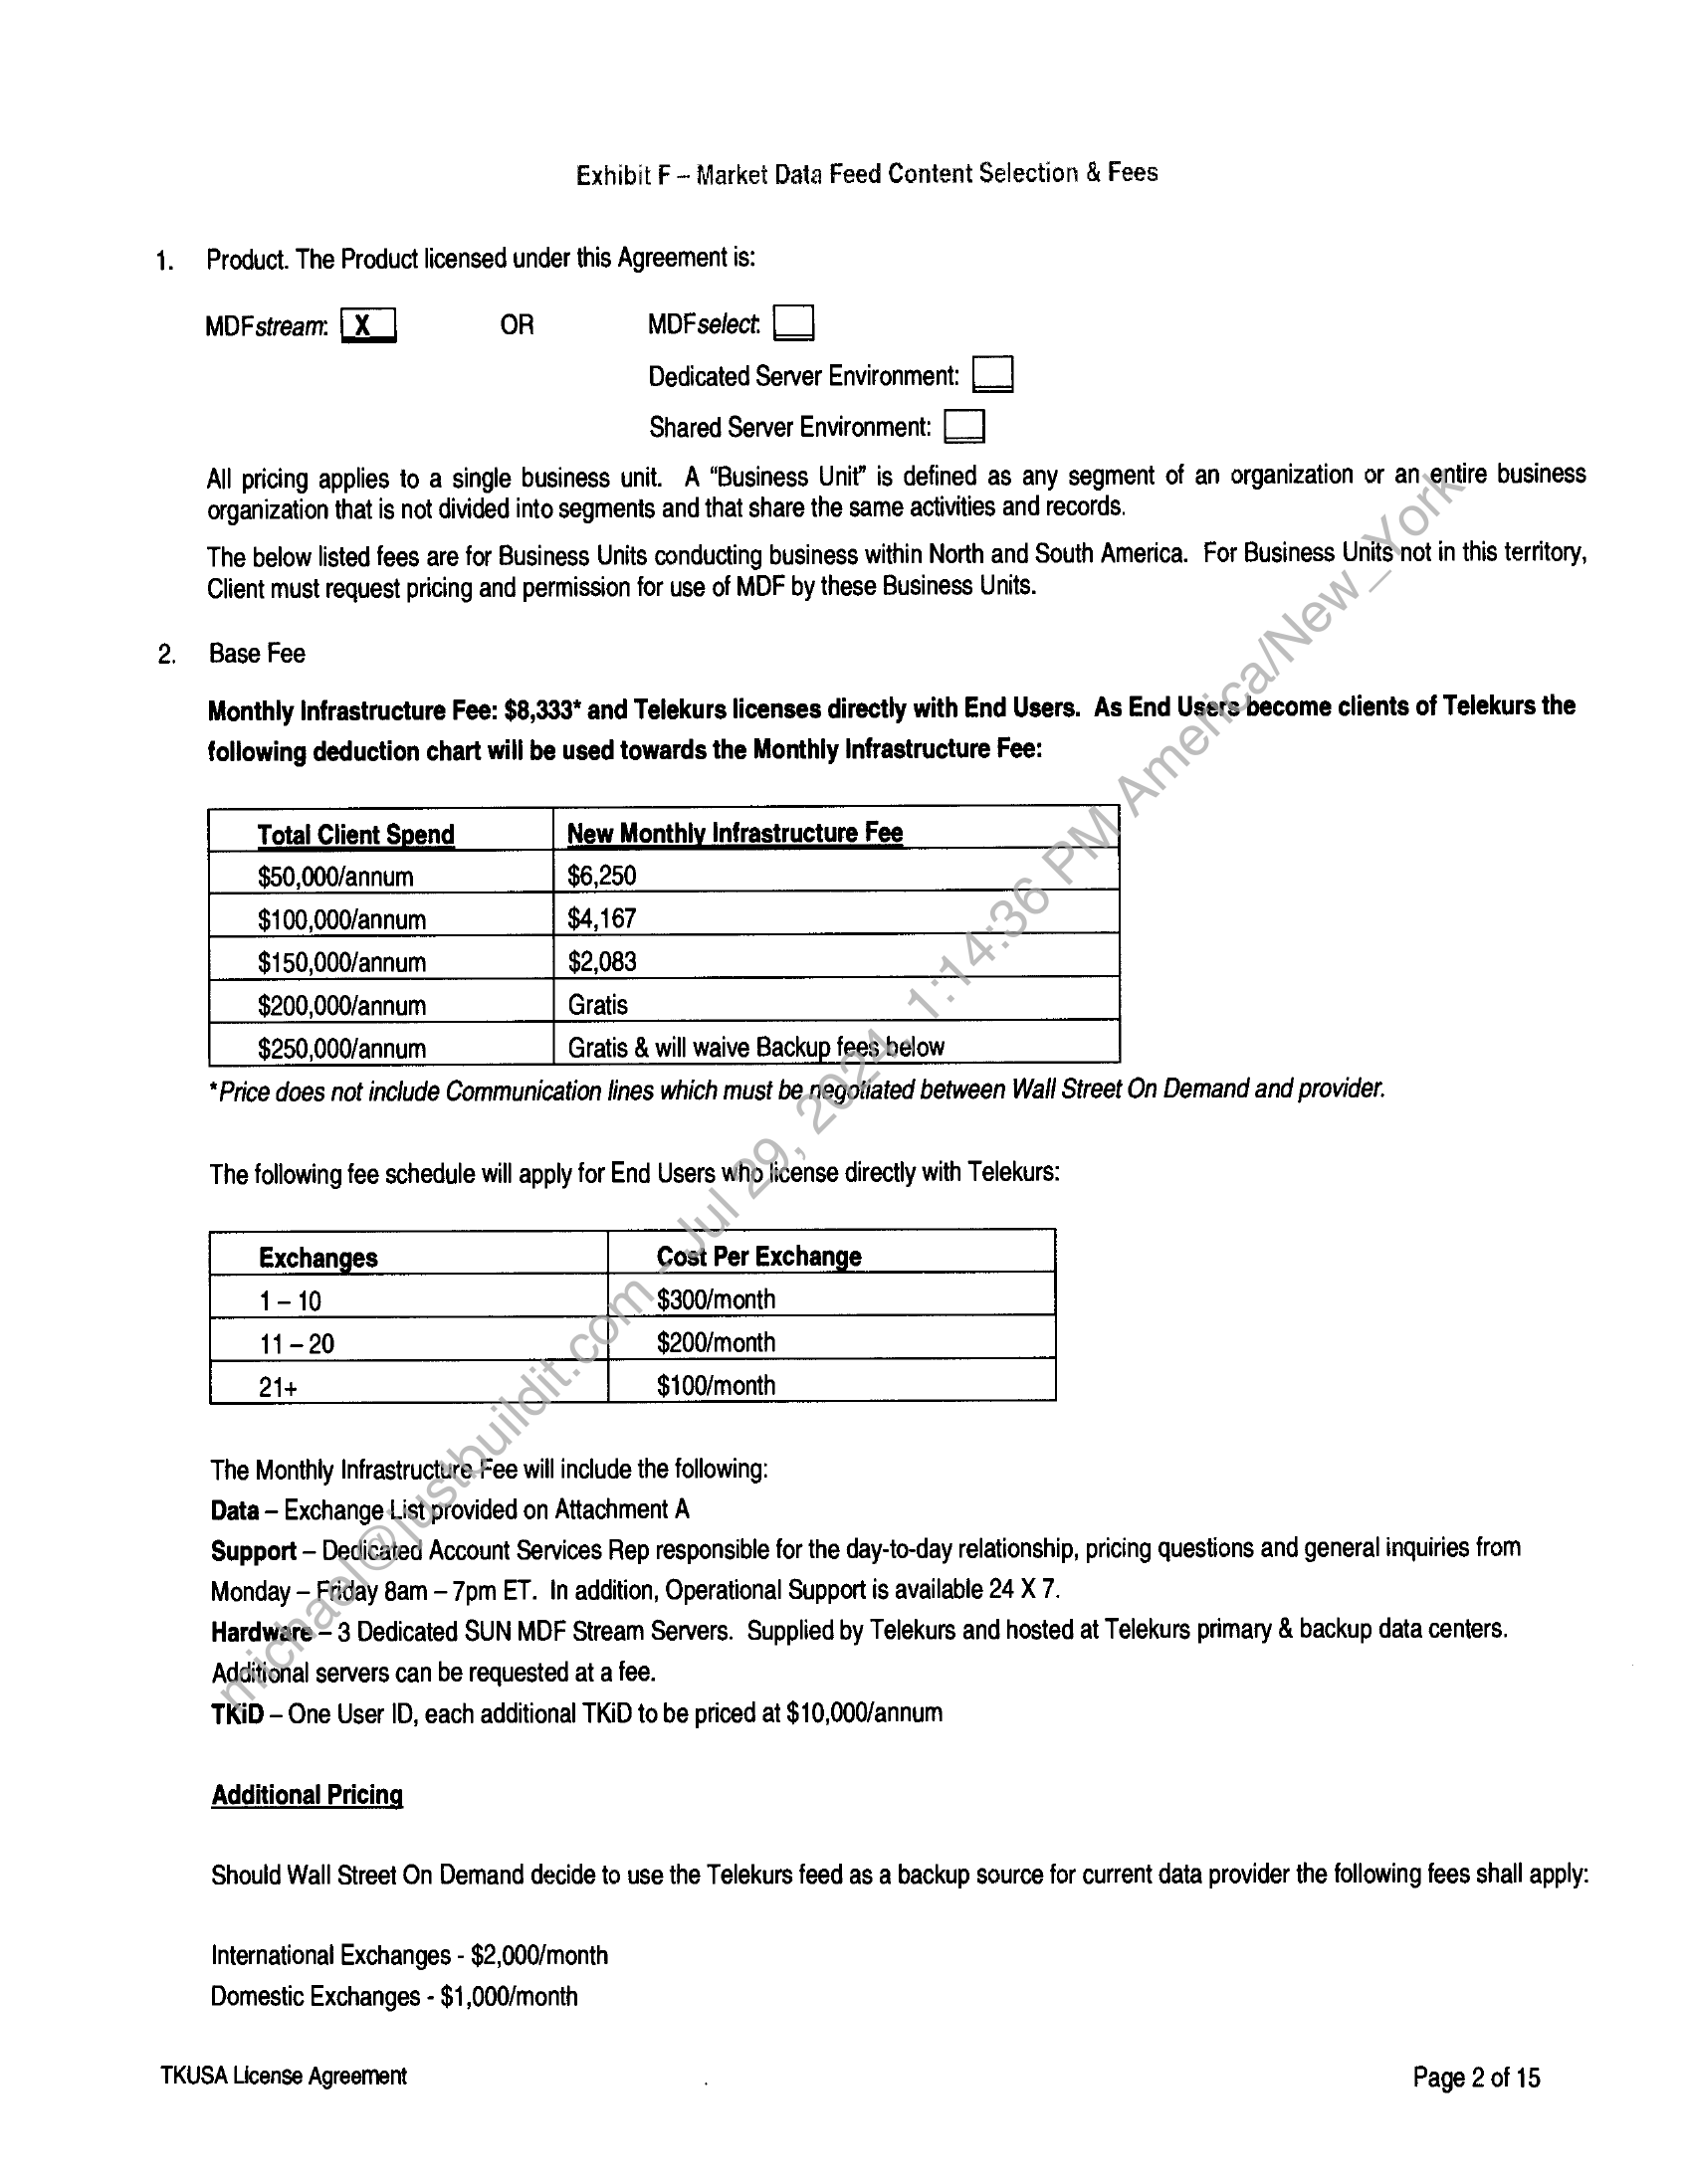 Exhibit F – Market Data Feed Content Selection & Fees
1. Product. The Product licensed under this Agreement is:
MDFstream: X OR MDFselect:
Dedicated Server Environment:
Shared Server Environment:
All pricing applies to a single business unit. A “Business Unit” is defined as any segment of an organization or an entire business
organization that is not divided into segments and that share the same activities and records.
The below listed fees are for Business Units conducting business within North and South America. For Business Units not in this territory,
Client must request pricing and permission for use of MDF by these Business Units.
2. Base Fee
Monthly Infrastructure Fee: $8,333* and Telekurs licenses directly with End Users. As End Users become clients of Telekurs the
following deduction chart will be used towards the Monthly Infrastructure Fee:
Total Client Spend New Monthly Infrastructure Fee
$50,000/annum $6,250
$100,000/annum $4,167
$150,000/annum $2,083
$200,000/annum Gratis
$250,000/annum Gratis & will waive Backup fees below
*Price does not include Communication lines which must be negotiated between Wall Street On Demand and provider.
The following fee schedule will apply for End Users who license directly with Telekurs:
Exchanges Cost Per Exchange
1 – 10 $300/month
11 – 20 $200/month
21+ $100/month
The Monthly Infrastructure Fee will include the following:
Data – Exchange List provided on Attachment A
Support – Dedicated Account Services Rep responsible for the day-to-day relationship, pricing questions and general inquiries from
Monday – Friday 8am – 7pm ET. In addition, Operational Support is available 24 X 7.
Hardware – 3 Dedicated SUN MDF Stream Servers. Supplied by Telekurs and hosted at Telekurs primary & backup data centers.
Additional servers can be requested at a fee.
TKiD – One User ID, each additional TKiD to be priced at $10,000/annum
Additional Pricing
Should Wall Street On Demand decide to use the Telekurs feed as a backup source for current data provider the following fees shall apply:
International Exchanges - $2,000/month
Domestic Exchanges - $1,000/month
TKUSA License Agreement Page 2 of 15
michael@justbuildit.com - Jul 29, 2024, 1:14:36 PM America/New_York